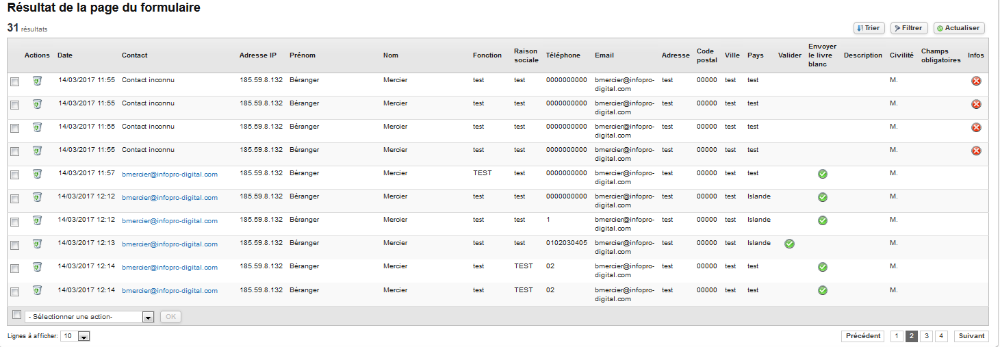 Résultat de la page du formulaire
31 résultats
Trier Filtrer Actualiser
Actions Date Contact Adresse IP Prénom Nom Fonction Raison sociale Téléphone Email Adresse Code postal Ville Pays Valider Envoyer le livre blanc Description Civilité Champs obligatoires Infos
14/03/2017 11:55 Contact inconnu 185.59.8.132 Béranger Mercier test test 0000000000 bmercier@infopro- test 00000 test test M.
digital.com
14/03/2017 11:55 Contact inconnu 185.59.8.132 Béranger Mercier test test 0000000000 bmercier@infopro- test 00000 test test M.
digital.com
14/03/2017 11:55 Contact inconnu 185.59.8.132 Béranger Mercier test test 0000000000 bmercier@infopro- test 00000 test test M.
digital.com
14/03/2017 11:55 Contact inconnu 185.59.8.132 Béranger Mercier test test 0000000000 bmercier@infopro- test 00000 test test M.
digital.com
14/03/2017 11:57 bmercier@infopro-digital.com 185.59.8.132 Béranger Mercier TEST test 0000000000 bmercier@infopro- test 00000 test test M.
digital.com
14/03/2017 12:12 bmercier@infopro-digital.com 185.59.8.132 Béranger Mercier test test 0000000000 bmercier@infopro- test 00000 test Islande M.
digital.com
14/03/2017 12:12 bmercier@infopro-digital.com 185.59.8.132 Béranger Mercier test test 1 bmercier@infopro- test 00000 test Islande M.
digital.com
14/03/2017 12:13 bmercier@infopro-digital.com 185.59.8.132 Béranger Mercier test test 0102030405 bmercier@infopro- test 00000 test Islande M.
digital.com
14/03/2017 12:14 bmercier@infopro-digital.com 185.59.8.132 Béranger Mercier test TEST 02 bmercier@infopro- test 00000 test test M.
digital.com
14/03/2017 12:14 bmercier@infopro-digital.com 185.59.8.132 Béranger Mercier test TEST 02 bmercier@infopro- test 00000 test test M.
digital.com
- Sélectionner une action- OK
Lignes à afficher: 10 Précédent 1 2 3 4 Suivant